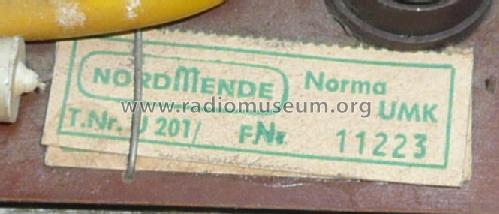 NORDMENDE Norma
UMK
www.radiomuseum.org
T.Nr. U 201/ F.Nr. 11223